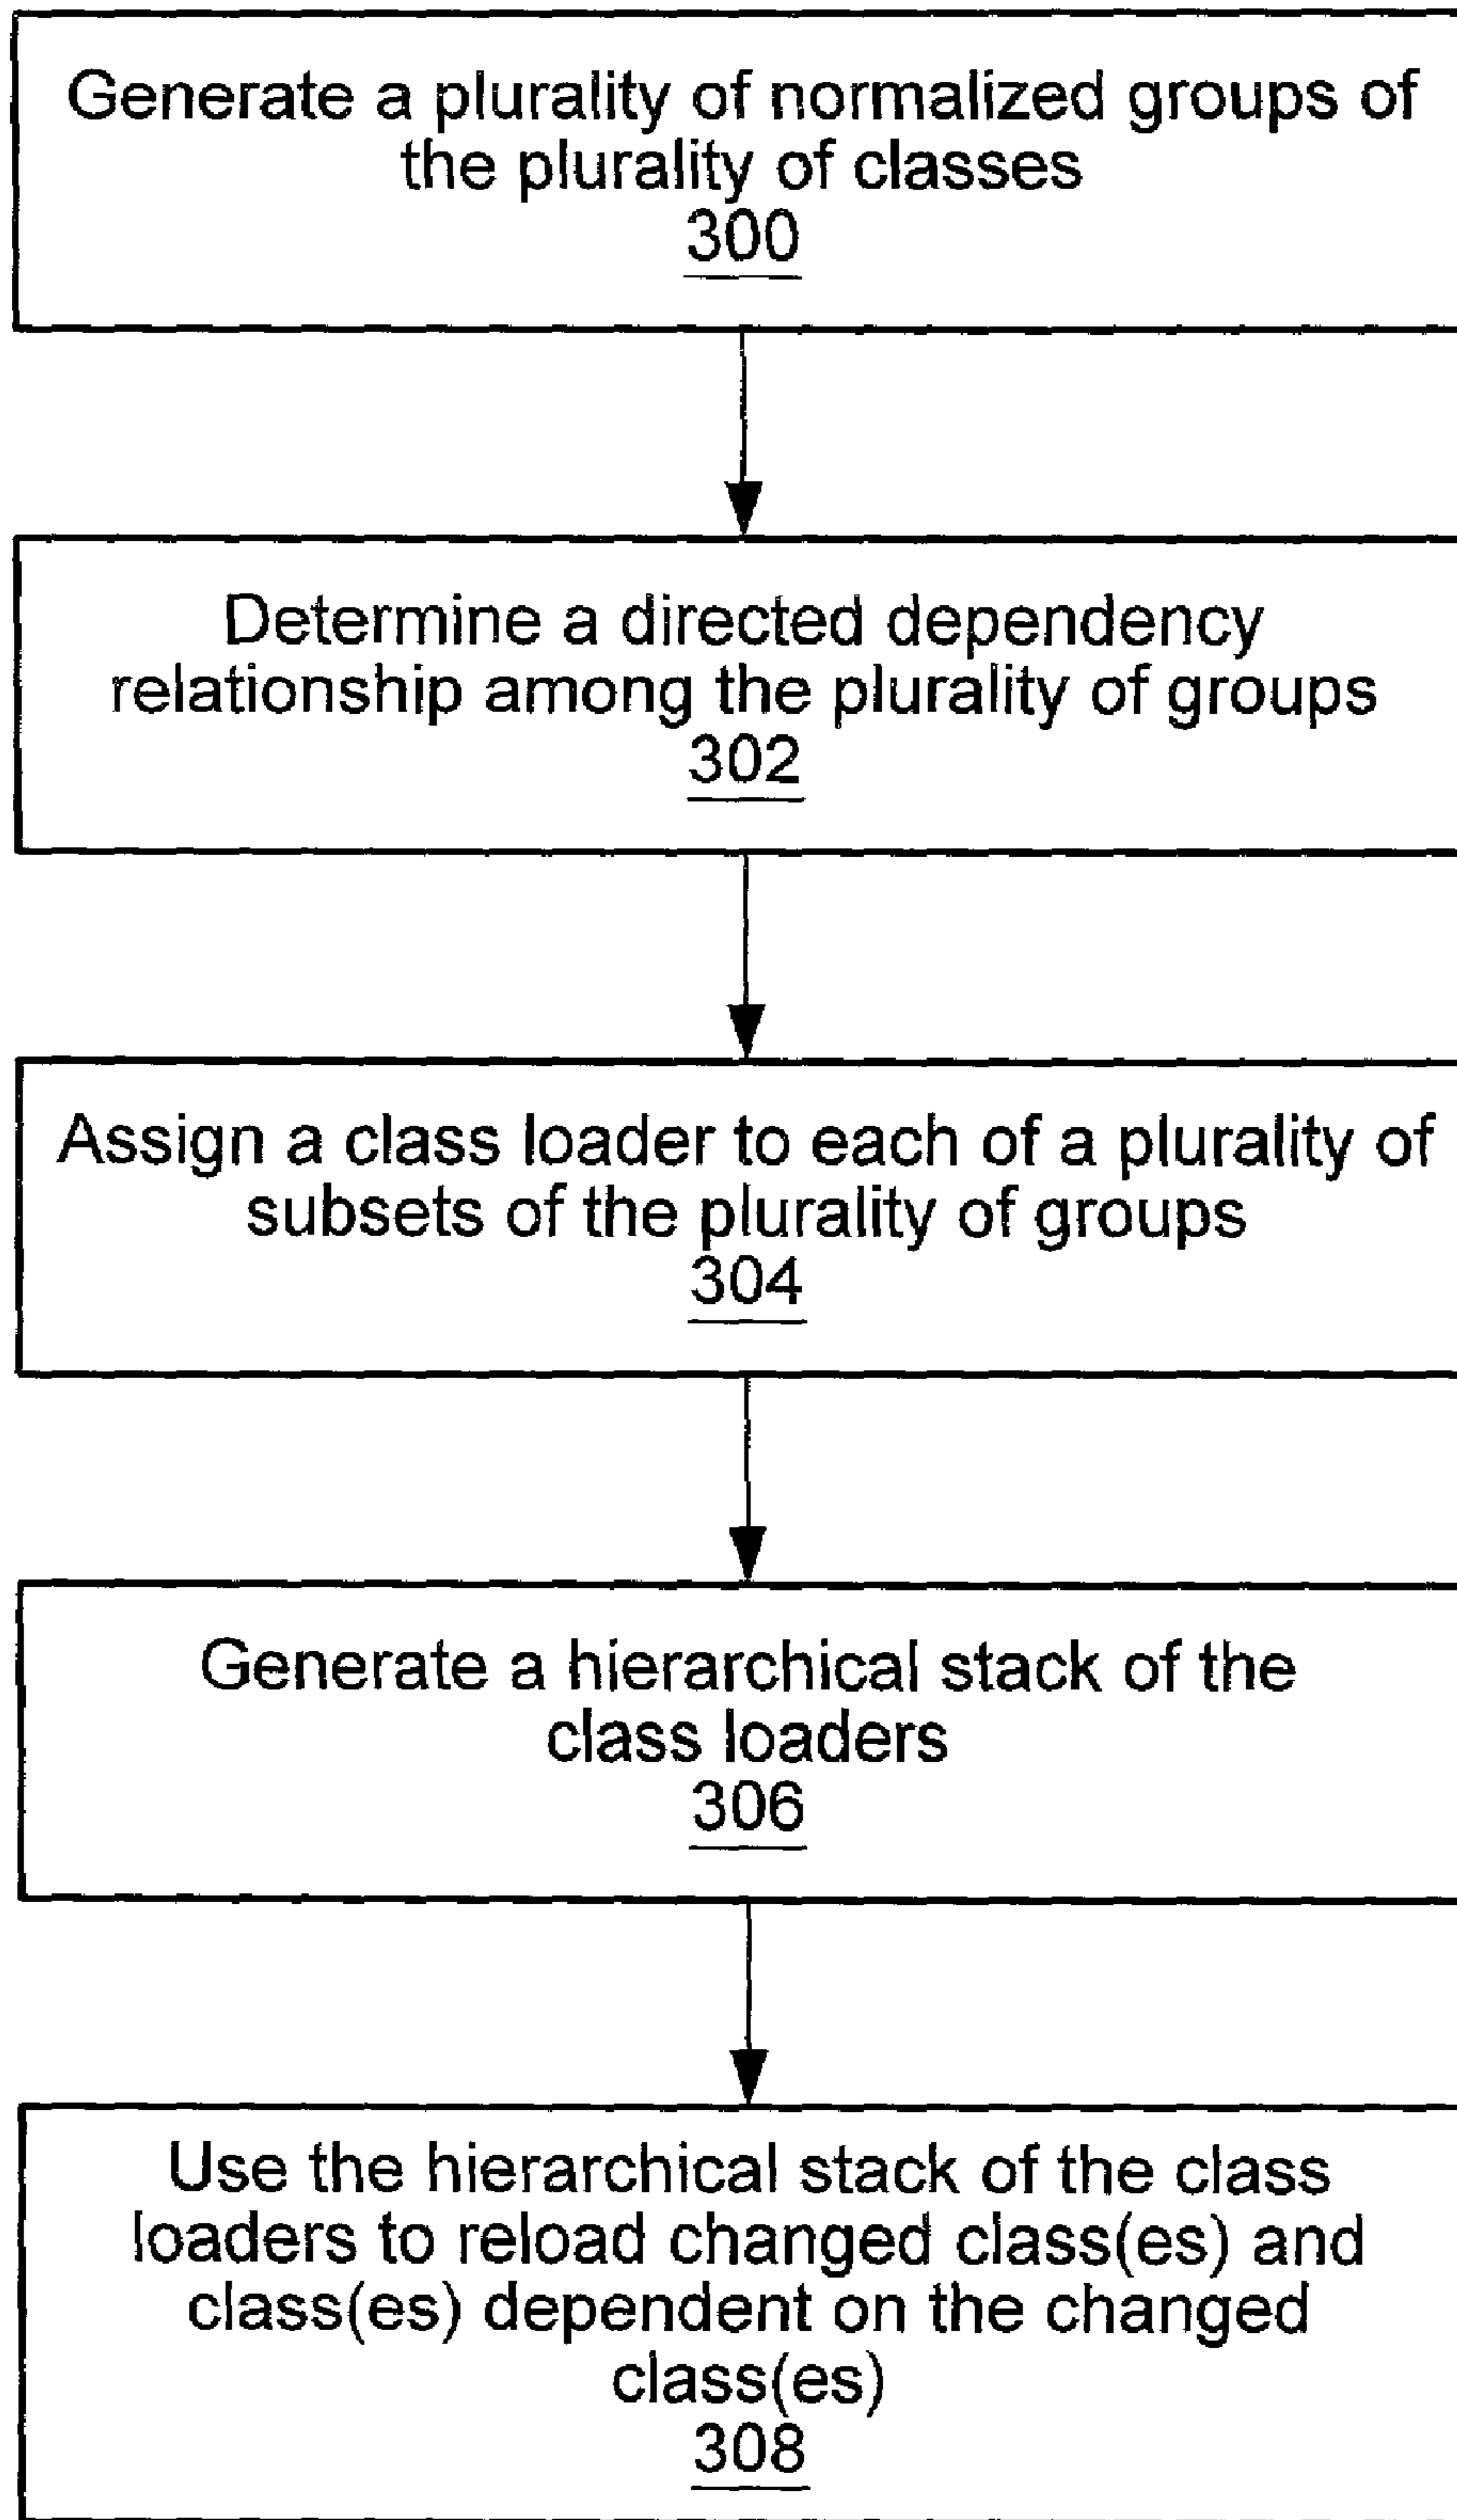 Generate a plurality of normalized groups of
the plurality of classes
300
Determine a directed dependency
relationship among the plurality of groups
302
Assign a class loader to each of a plurality of
subsets of the plurality of groups
304
Generate a hierarchical stack of the
class loaders
306
Use the hierarchical stack of the class
loaders to reload changed class(es) and
class(es) dependent on the changed
class(es)
308